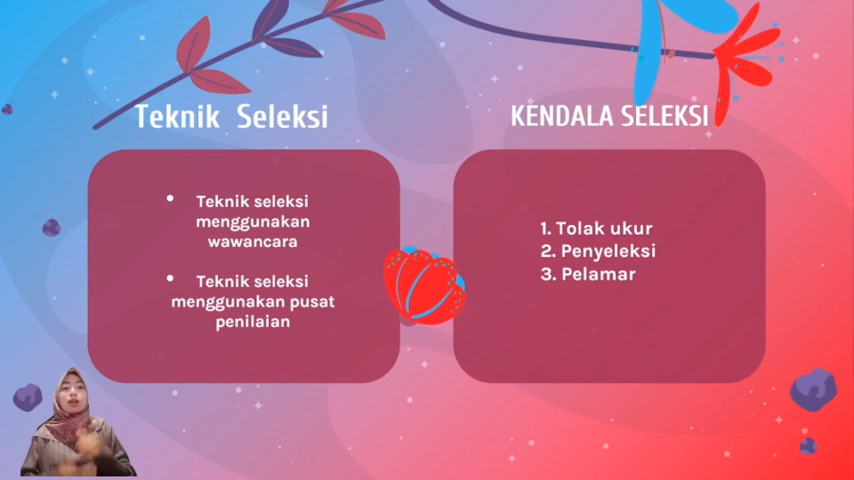 Teknik Seleksi
• Teknik seleksi
menggunakan
wawancara
• Teknik seleksi
menggunakan pusat
penilaian
KENDALA SELEKSI
1. Tolak ukur
2. Penyeleksi
3. Pelamar